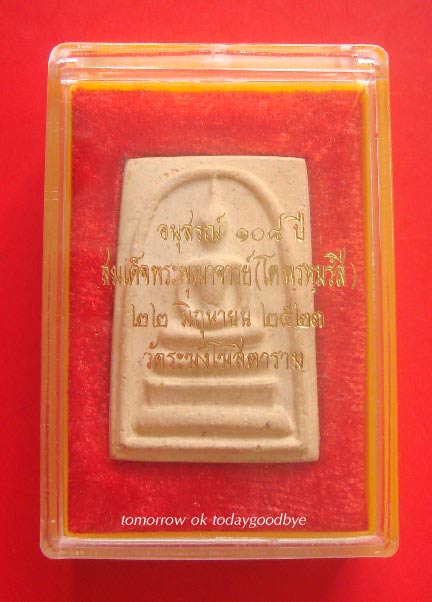 อนุสรณ์ ๑๐๘ ปี
สมเด็จพระพุฒาจารย์ (โต พรหมรํสี)
๒๒ มิถุนายน ๒๕๒๓
วัดระฆังโฆสิตาราม
tomorrow ok todaygoodbye